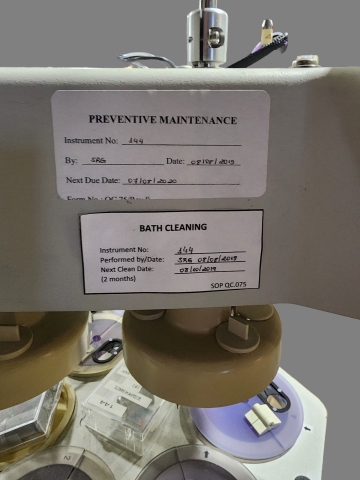 PREVENTIVE MAINTENANCE
Instrument No: 144
By: SRG Date: 08/08/2019
Next Due Date: 07/08/2020
BATH CLEANING
Instrument No: 144
Performed by/Date: SRG 08/08/2019
Next Clean Date: 08/10/2019
(2 months)
SOP QC.075
144